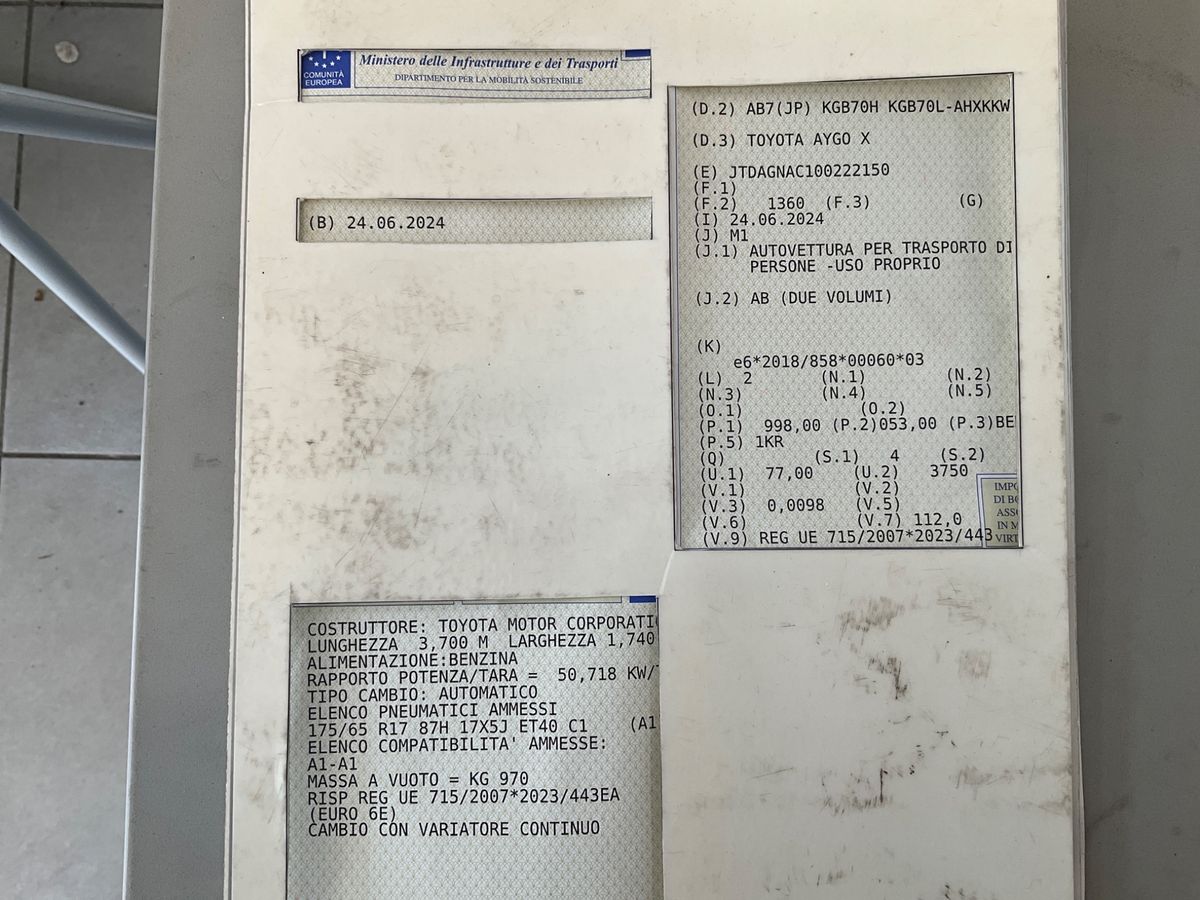 COMUNITÀ
EUROPEA
Ministero delle Infrastrutture e dei Trasporti
DIPARTIMENTO PER LA MOBILITÀ SOSTENIBILE
(B) 24.06.2024
(D.2) AB7(JP) KGB70H KGB70L-AHXKKW
(D.3) TOYOTA AYGO X
(E) JTDAGNAC100222150
(F.1)
(F.2) 1360 (F.3) (G)
(I) 24.06.2024
(J) M1
(J.1) AUTOVETTURA PER TRASPORTO DI
PERSONE -USO PROPRIO
(J.2) AB (DUE VOLUMI)
(K)
e6*2018/858*00060*03
(L) 2 (N.1) (N.2)
(N.3) (N.4) (N.5)
(O.1) (O.2)
(P.1) 998,00 (P.2)053,00 (P.3)BE
(P.5) 1KR
(Q) (S.1) 4 (S.2)
(U.1) 77,00 (U.2) 3750
(V.1) (V.2)
(V.3) 0,0098 (V.5)
(V.6) (V.7) 112,0
(V.9) REG UE 715/2007*2023/443
DI
IN
COSTRUTTORE: TOYOTA MOTOR CORPORATI
LUNGHEZZA 3,700 M LARGHEZZA 1,740
ALIMENTAZIONE:BENZINA
RAPPORTO POTENZA/TARA = 50,718 KW/
TIPO CAMBIO: AUTOMATICO
ELENCO PNEUMATICI AMMESSI
175/65 R17 87H 17X5J ET40 C1 (A1
ELENCO COMPATIBILITA' AMMESSE:
A1-A1
MASSA A VUOTO = KG 970
RISP REG UE 715/2007*2023/443EA
(EURO 6E)
CAMBIO CON VARIATORE CONTINUO